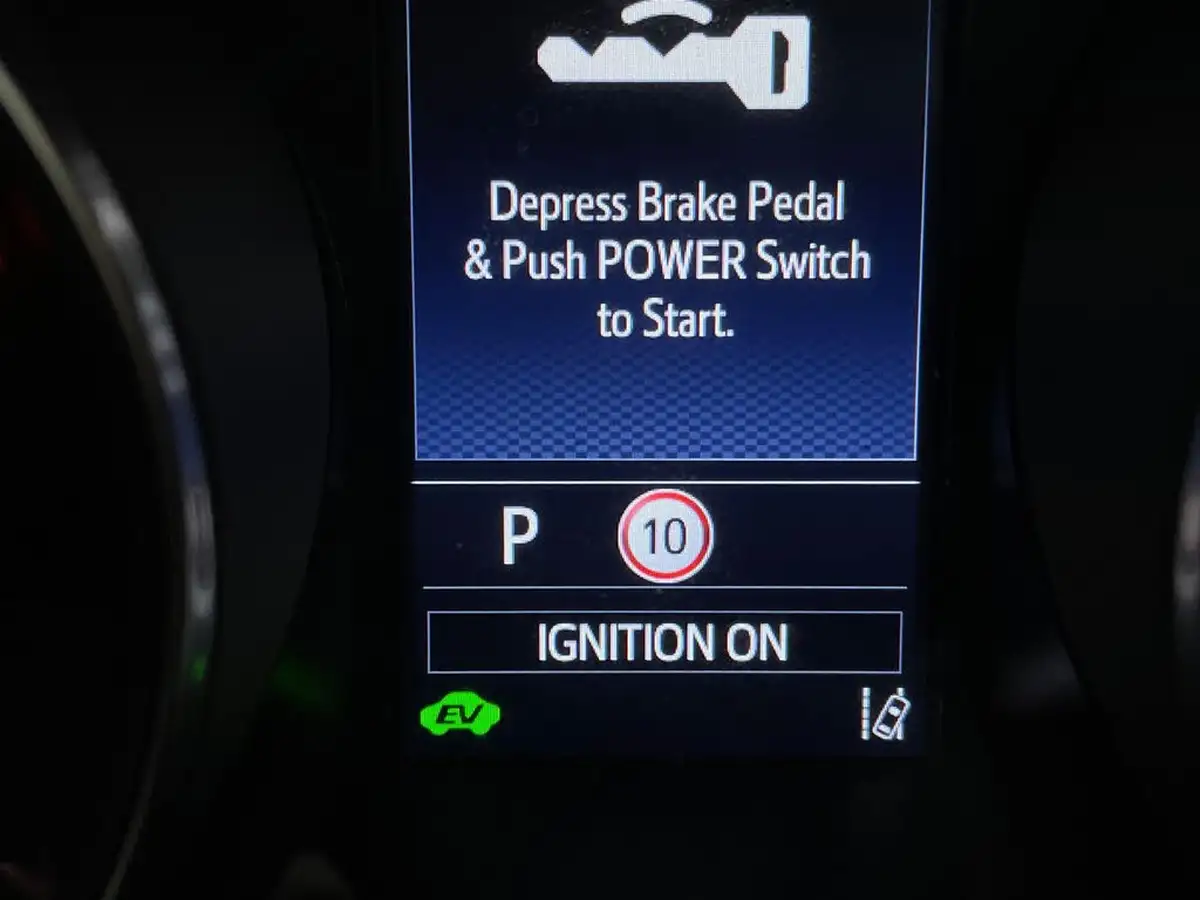 Depress Brake Pedal
& Push POWER Switch
to Start.
P 10
IGNITION ON
EV